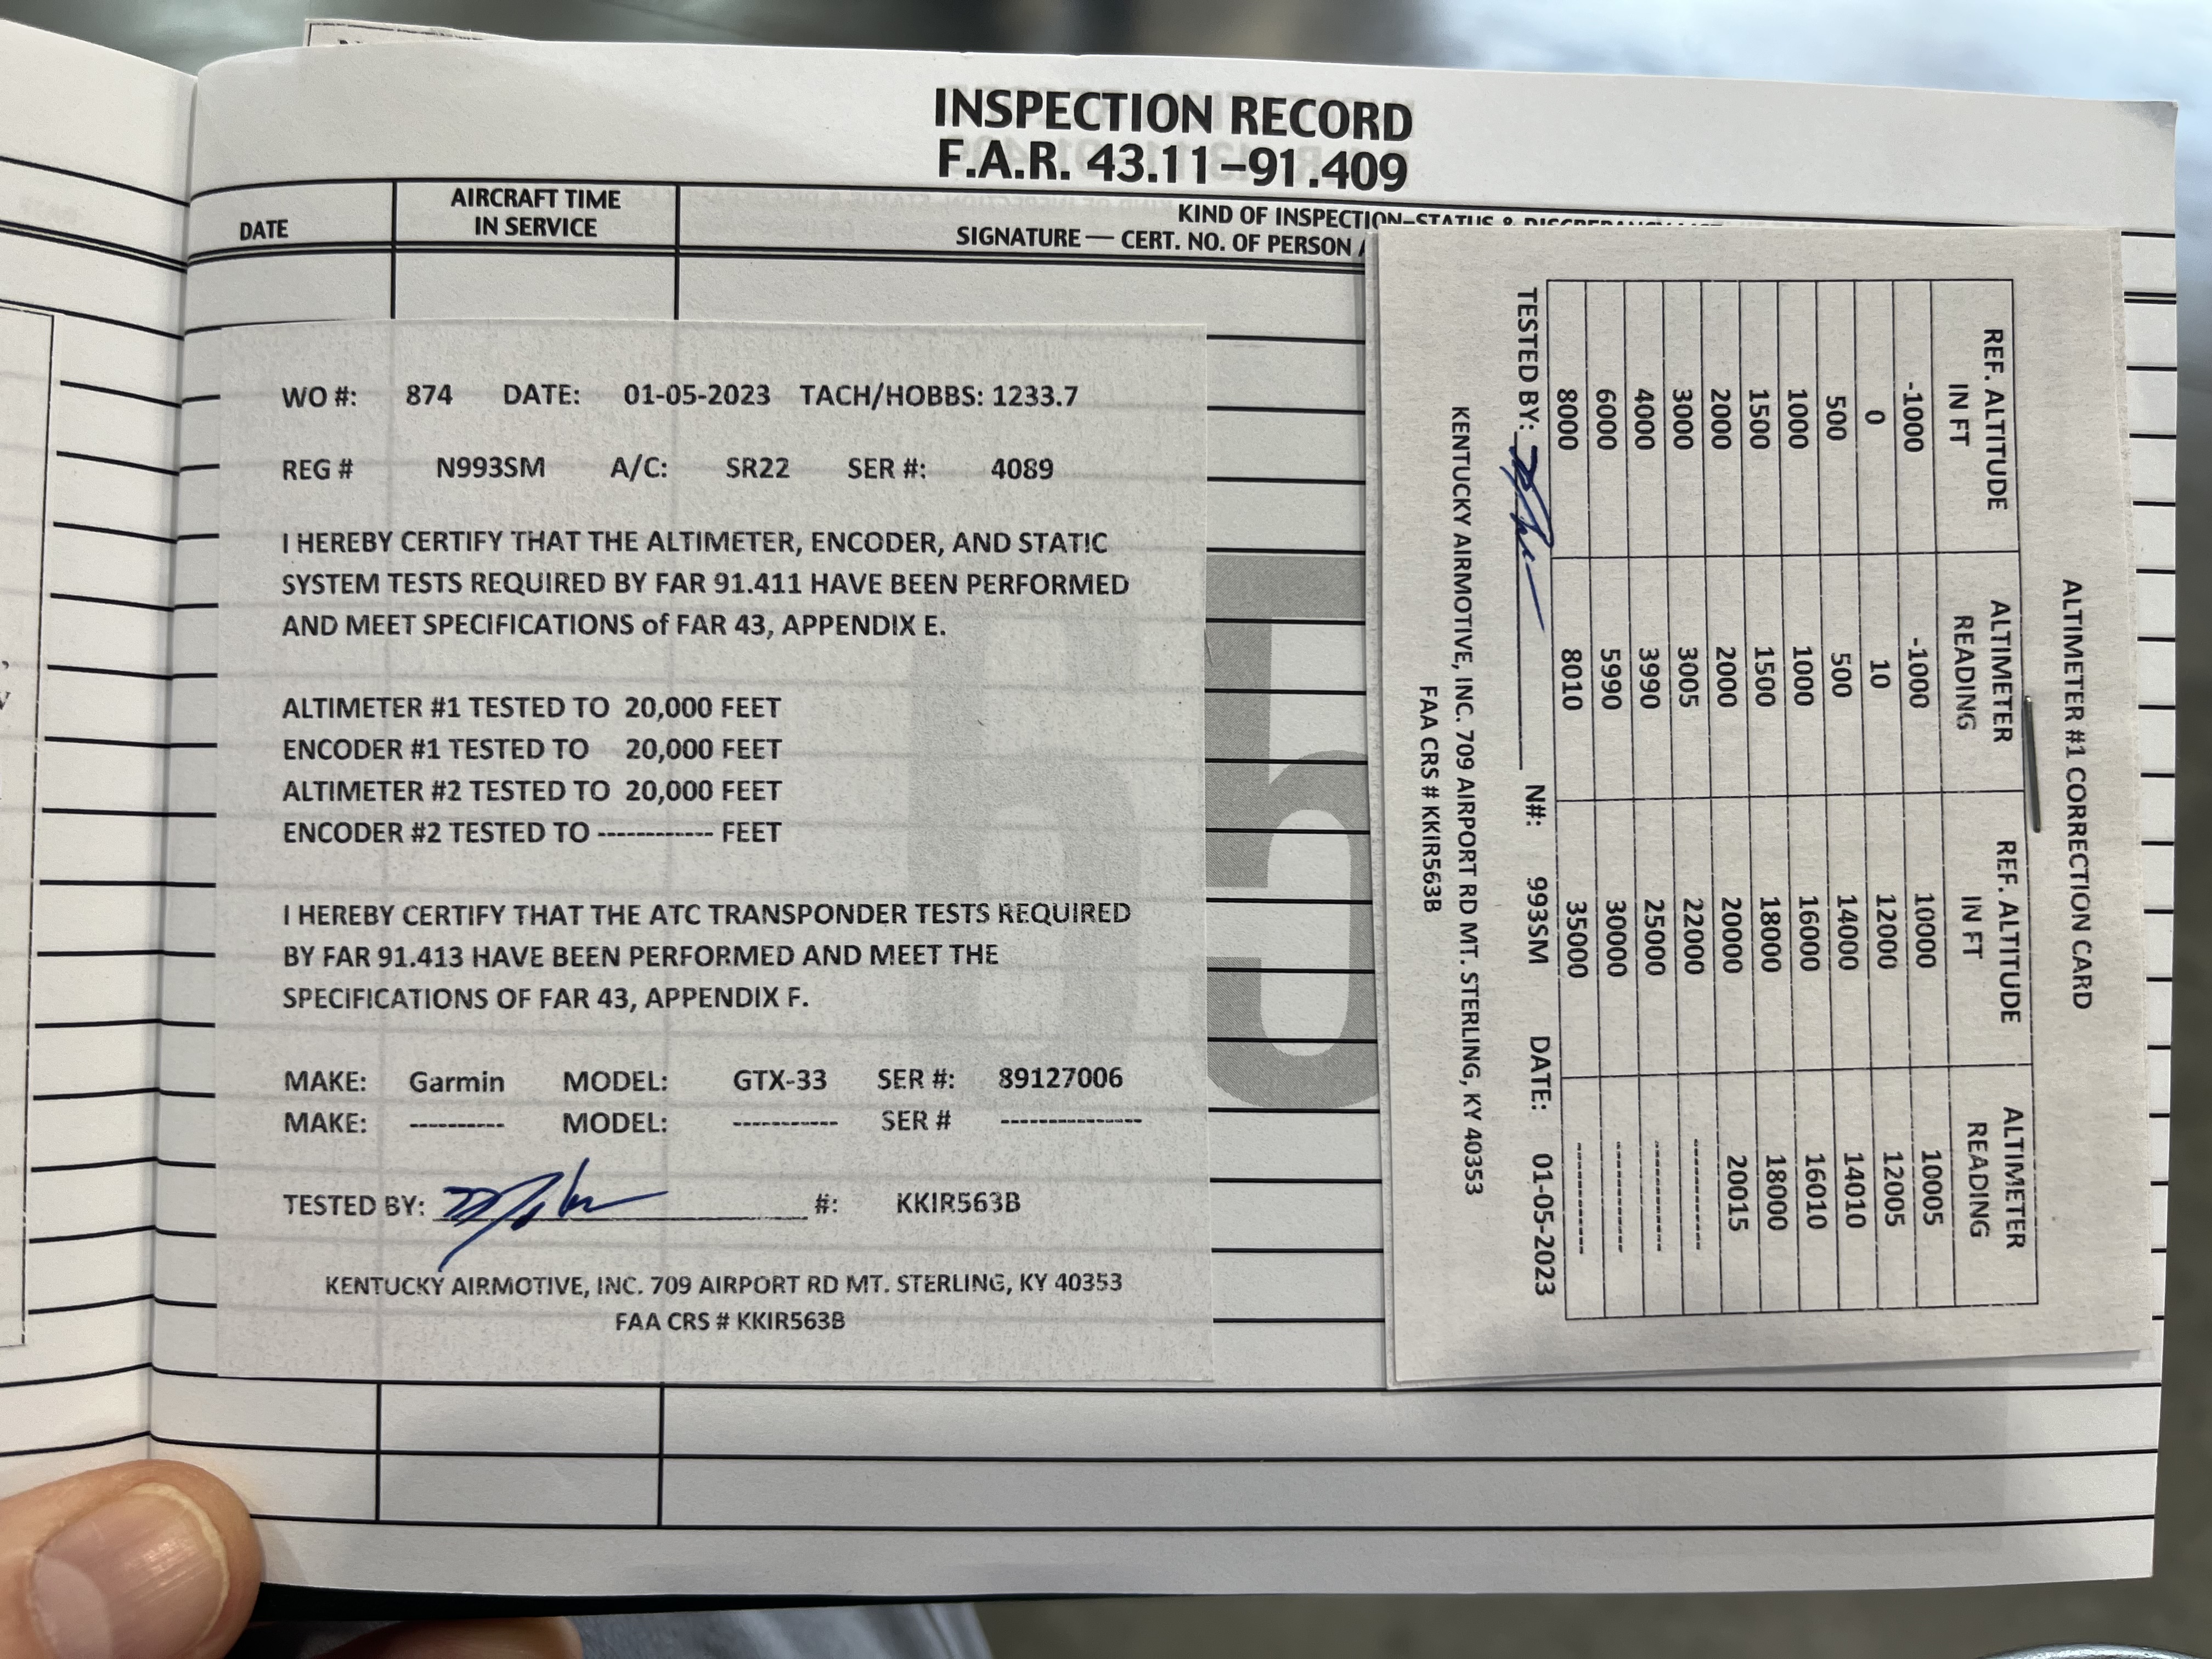 INSPECTION RECORD
F.A.R. 43.11–91.409
DATE
AIRCRAFT TIME
IN SERVICE
KIND OF INSPECTION–STATUS &
SIGNATURE — CERT. NO. OF PERSON
WO #: 874 DATE: 01-05-2023 TACH/HOBBS: 1233.7
REG # N993SM A/C: SR22 SER #: 4089
I HEREBY CERTIFY THAT THE ALTIMETER, ENCODER, AND STATIC
SYSTEM TESTS REQUIRED BY FAR 91.411 HAVE BEEN PERFORMED
AND MEET SPECIFICATIONS of FAR 43, APPENDIX E.
ALTIMETER #1 TESTED TO 20,000 FEET
ENCODER #1 TESTED TO 20,000 FEET
ALTIMETER #2 TESTED TO 20,000 FEET
ENCODER #2 TESTED TO ------------ FEET
I HEREBY CERTIFY THAT THE ATC TRANSPONDER TESTS REQUIRED
BY FAR 91.413 HAVE BEEN PERFORMED AND MEET THE
SPECIFICATIONS OF FAR 43, APPENDIX F.
MAKE: Garmin MODEL: GTX-33 SER #: 89127006
MAKE: ---------- MODEL: ----------- SER # ---------------
TESTED BY: #: KKIR563B
KENTUCKY AIRMOTIVE, INC. 709 AIRPORT RD MT. STERLING, KY 40353
FAA CRS # KKIR563B
ALTIMETER #1 CORRECTION CARD
REF. ALTITUDE IN FT ALTIMETER READING REF. ALTITUDE IN FT ALTIMETER READING
-1000 -1000 10000 10005
0 10 12000 12005
500 500 14000 14010
1000 1000 16000 16010
1500 1500 18000 18000
2000 2000 20000 20015
3000 3005 22000 ----------
4000 3990 25000 ----------
6000 5990 30000 ----------
8000 8010 35000 ----------
TESTED BY: N#: 993SM DATE: 01-05-2023
KENTUCKY AIRMOTIVE, INC. 709 AIRPORT RD MT. STERLING, KY 40353
FAA CRS # KKIR563B